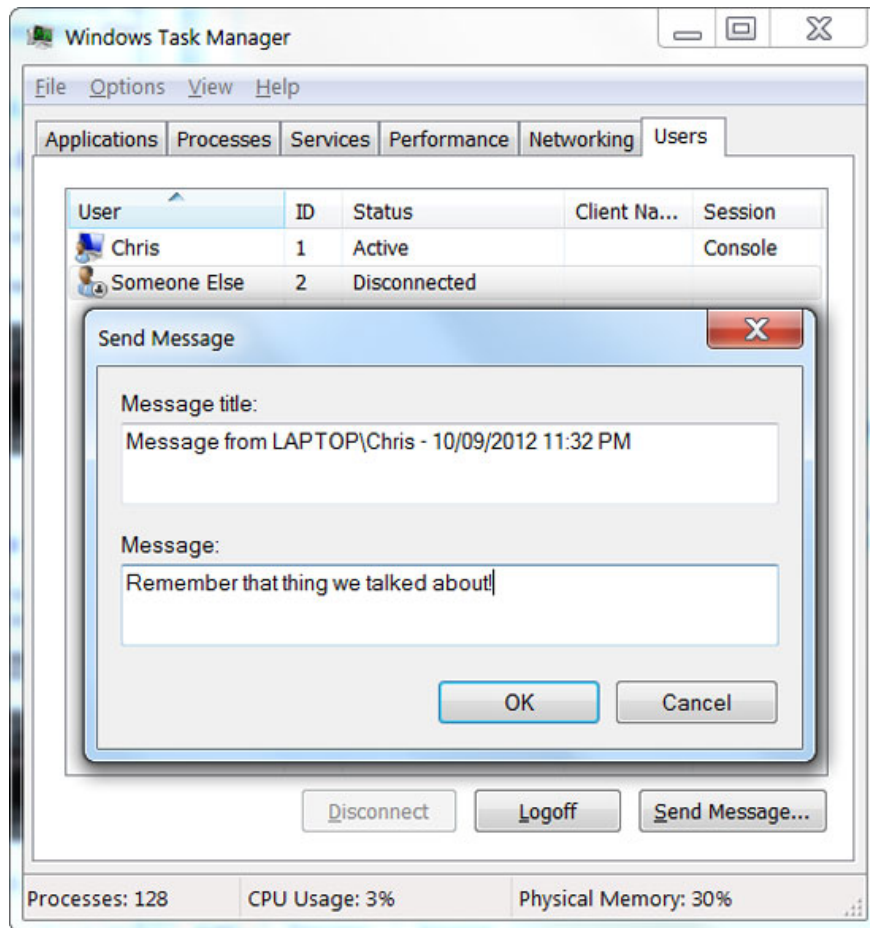 Windows Task Manager
File Options View Help
Applications Processes Services Performance Networking Users
User ID Status Client Na... Session
Chris 1 Active Console
Someone Else 2 Disconnected
Send Message
Message title:
Message from LAPTOP\Chris - 10/09/2012 11:32 PM
Message:
Remember that thing we talked about!
OK Cancel
Disconnect Logoff Send Message...
Processes: 128 CPU Usage: 3% Physical Memory: 30%